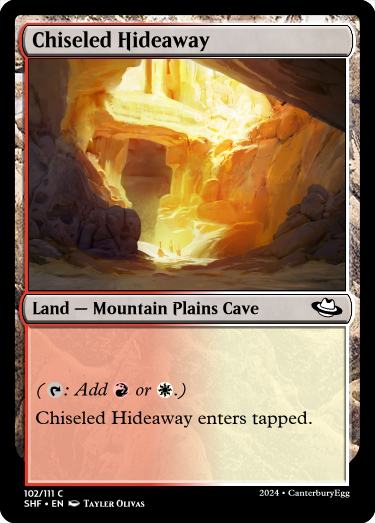 Chiseled Hideaway
Land — Mountain Plains Cave
( : Add or .)
Chiseled Hideaway enters tapped.
102/111 C
SHF • EN Tayler Olivas
2024 • CanterburyEgg